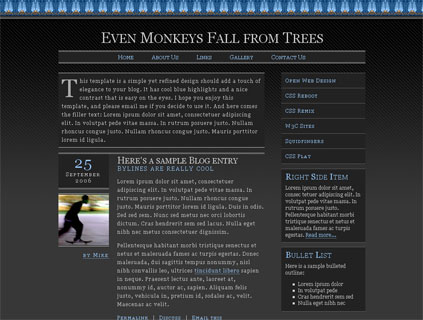 Even Monkeys Fall from Trees
Home About Us Links Gallery Contact Us
This template is a simple yet refined design should add a touch of
elegance to your blog. It has cool blue highlights and a nice
contrast that is easy on the eyes. I hope you enjoy this
template, and please email me if you decide to use it. And here comes
the filler text: Lorem ipsum dolor sit amet, consectetuer adipiscing
elit. In volutpat pede vitae massa. In rutrum posuere justo. Nullam
rhoncus congue justo. Nullam rhoncus congue justo. Mauris porttitor
lorem id ligula.
25
September
2006
by Mike
Here's a sample Blog entry
Bylines are really cool
Lorem ipsum dolor sit amet, consectetuer
adipiscing elit. In volutpat pede vitae massa. In
rutrum posuere justo. Nullam rhoncus congue
justo. Mauris porttitor lorem id ligula. Duis in odio.
Sed sed sem. Nunc sed metus nec orci lobortis
dictum. Cras hendrerit sem sed lacus. Nulla eget
nibh nec metus consectetuer dignissim.
Pellentesque habitant morbi tristique senectus et
netus et malesuada fames ac turpis egestas. Donec
malesuada, dui sagittis tempus nonummy, nisl
nibh convallis leo, ultrices tincidunt libero sapien
in neque. Praesent lectus ante, laoreet at,
nonummy id, auctor ac, sapien. Aliquam felis
justo, vehicula in, pretium id, sodales ac, velit.
Maecenas ac velit.
Permalink | Discuss | Email this
Open Web Design
CSS Reboot
CSS Remix
W3C Sites
Squidfingers
CSS Play
Right Side Item
Lorem ipsum dolor sit amet,
consectetuer adipiscing elit. In
volutpat pede vitae massa. In
rutrum posuere justo.
Pellentesque habitant morbi
tristique senectus et netus et
malesuada fames ac turpis
egestas. Read more...
Bullet List
Here is a sample bulleted
outline:
Lorem ipsum dolor
In volutpat pede
Cras hendrerit sem sed
lacus nibh nec